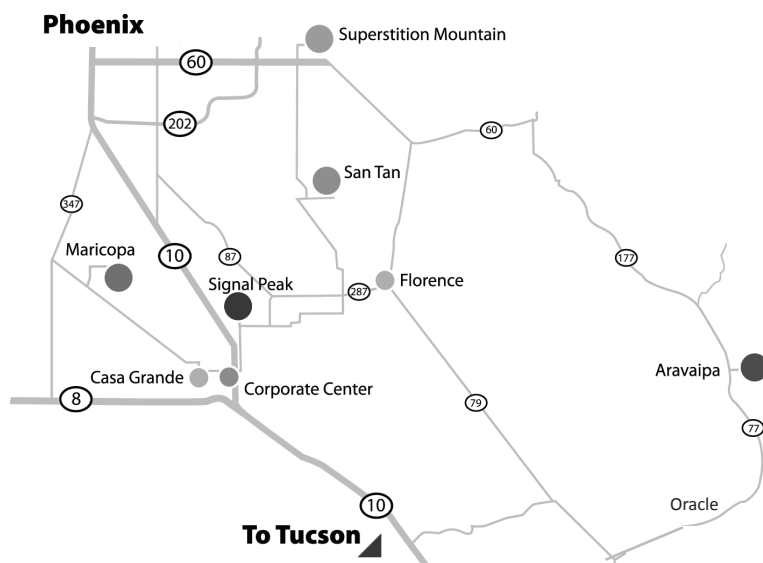 Phoenix
Superstition Mountain
60
202
60
San Tan
347
Maricopa
10
87
177
Signal Peak
Florence
287
Casa Grande
Corporate Center
Aravaipa
8
79
77
10
Oracle
To Tucson